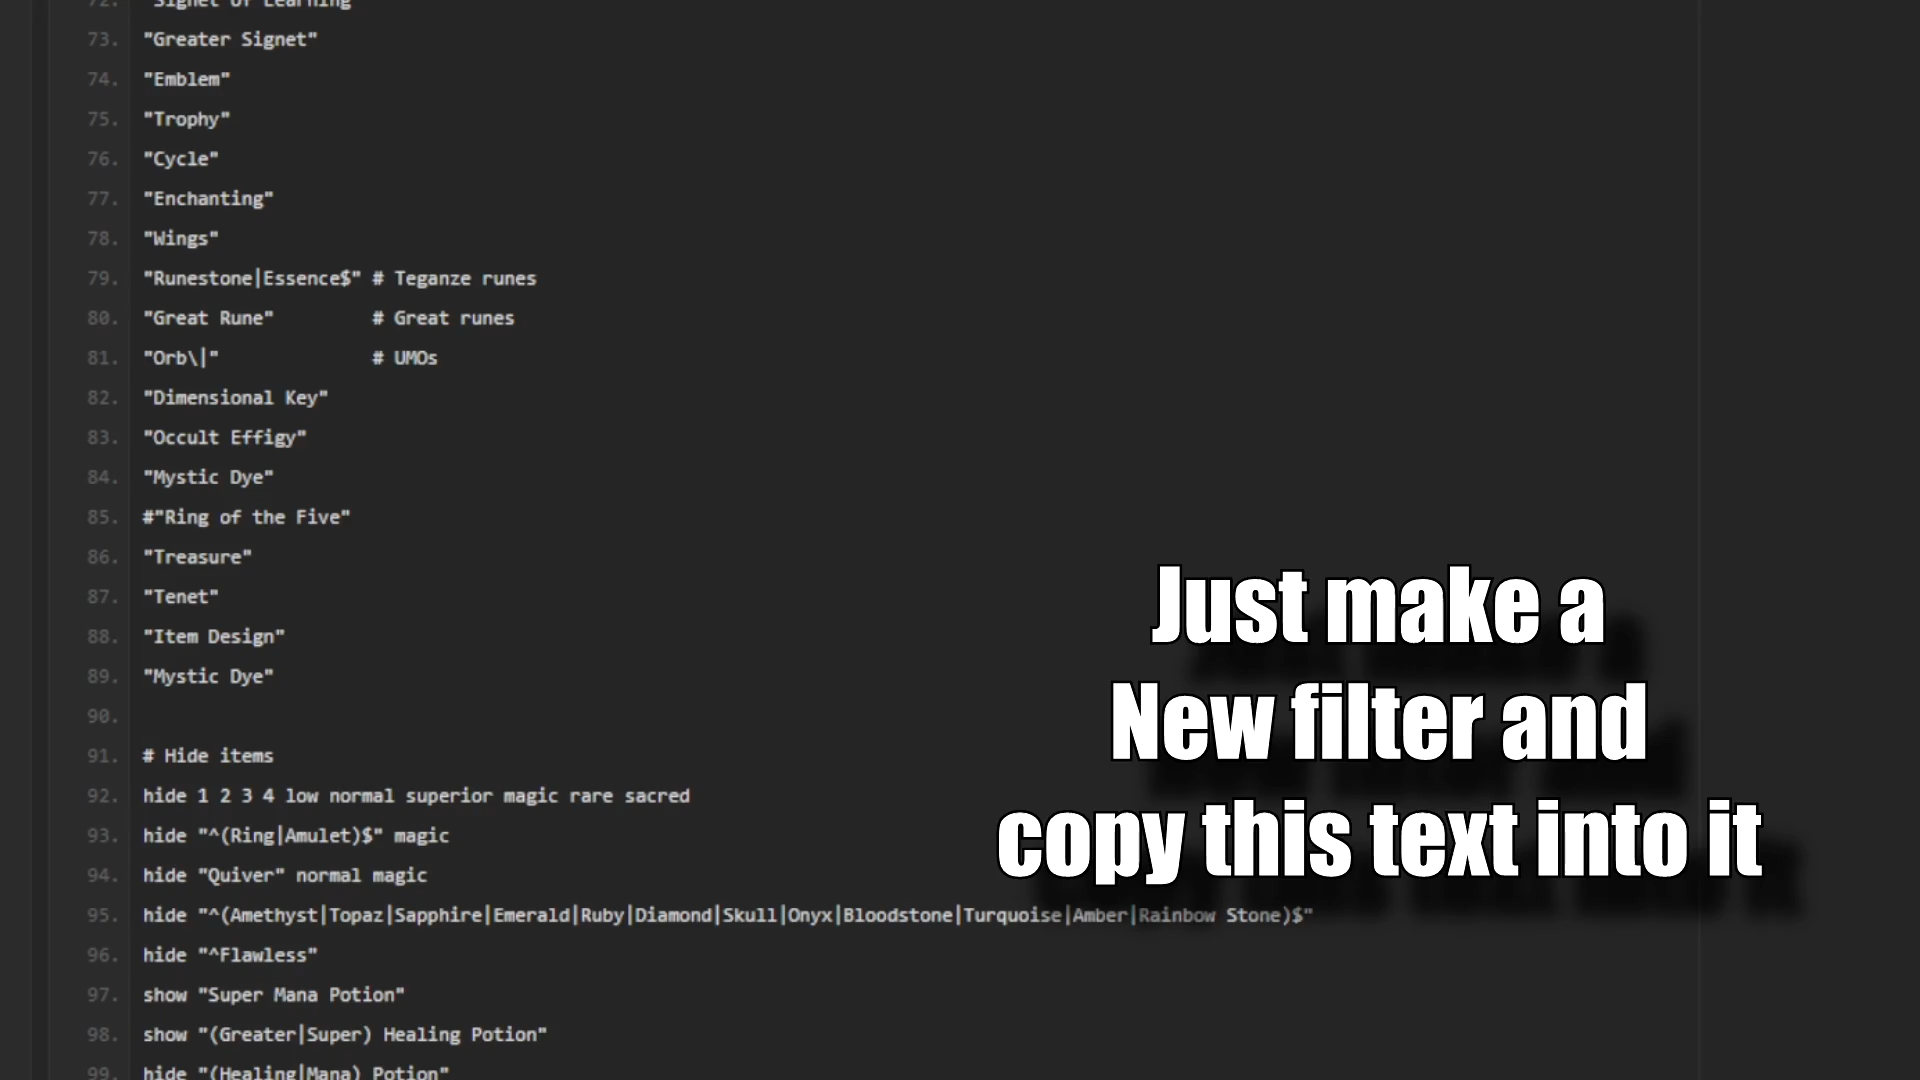 72. "Signet of Learning"
73. "Greater Signet"
74. "Emblem"
75. "Trophy"
76. "Cycle"
77. "Enchanting"
78. "Wings"
79. "Runestone|Essence$" # Teganze runes
80. "Great Rune" # Great runes
81. "Orb\|" # UMOs
82. "Dimensional Key"
83. "Occult Effigy"
84. "Mystic Dye"
85. #"Ring of the Five"
86. "Treasure"
87. "Tenet"
88. "Item Design"
89. "Mystic Dye"
90.
91. # Hide items
92. hide 1 2 3 4 low normal superior magic rare sacred
93. hide "^(Ring|Amulet)$" magic
94. hide "Quiver" normal magic
95. hide "^(Amethyst|Topaz|Sapphire|Emerald|Ruby|Diamond|Skull|Onyx|Bloodstone|Turquoise|Amber|Rainbow Stone)$"
96. hide "^Flawless"
97. show "Super Mana Potion"
98. show "(Greater|Super) Healing Potion"
99. hide "(Healing|Mana) Potion"
Just make a
New filter and
copy this text into it